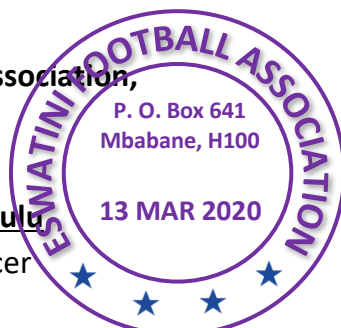 ssociation,
ESWATINI FOOTBALL ASSOCIATION
P. O. Box 641
Mbabane, H100
13 MAR 2020
ulu
cer